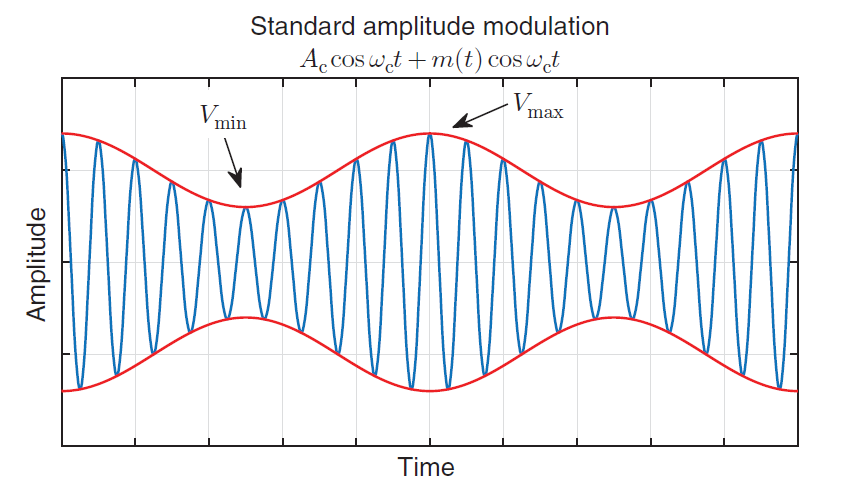 Standard amplitude modulation
A_c cos ω_c t + m(t) cos ω_c t
V_min
V_max
Amplitude
Time